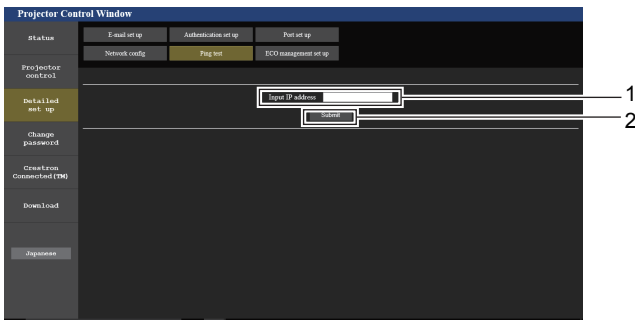 Projector Control Window
Status
E-mail set up
Authentication set up
Port set up
Network config
Ping test
ECO management set up
Projector
control
Detailed
set up
Change
password
Crestron
Connected(TM)
Download
Japanese
Input IP address
1
Submit
2